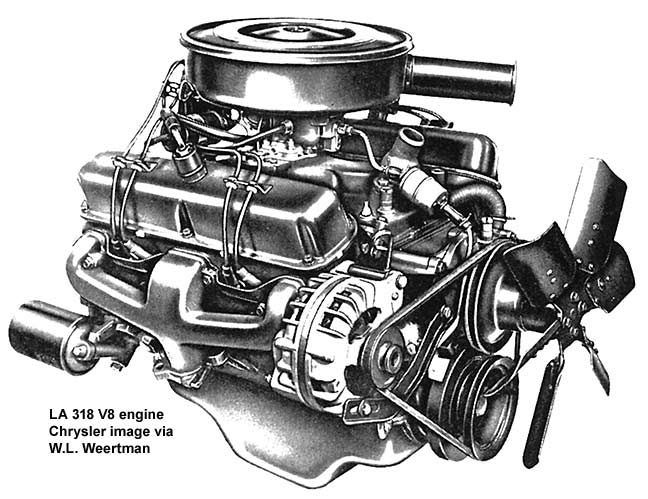 LA 318 V8 engine
Chrysler image via
W.L. Weertman